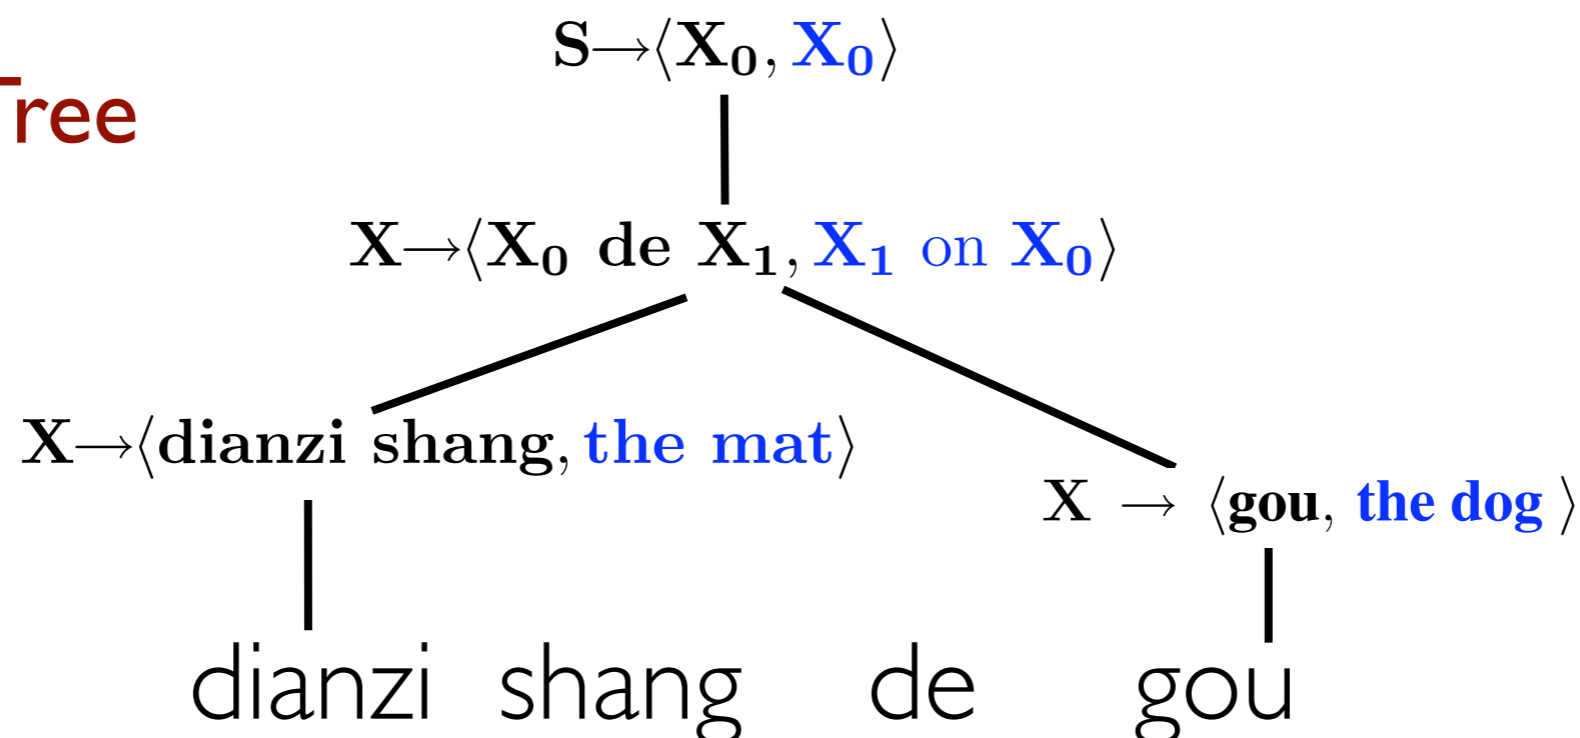 S→⟨X₀, X₀⟩
Tree
X→⟨X₀ de X₁, X₁ on X₀⟩
X→⟨dianzi shang, the mat⟩
X → ⟨gou, the dog ⟩
dianzi shang de gou